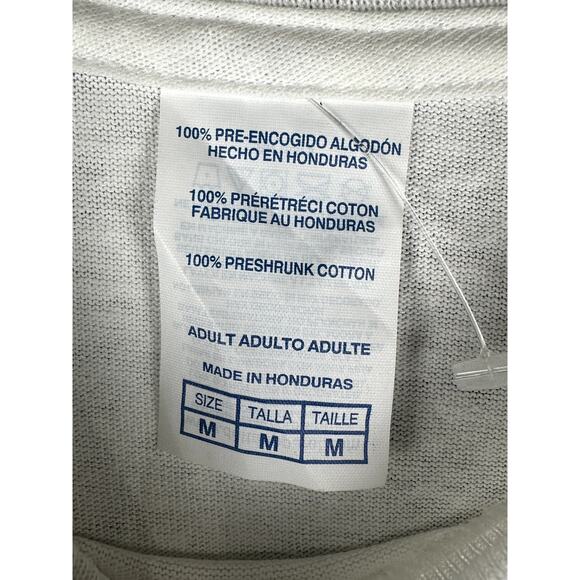 100% PRE-ENCOGIDO ALGODÓN
HECHO EN HONDURAS
100% PRÉRÉTRÉCI COTON
FABRIQUE AU HONDURAS
100% PRESHRUNK COTTON
ADULT ADULTO ADULTE
MADE IN HONDURAS
SIZE TALLA TAILLE
M M M